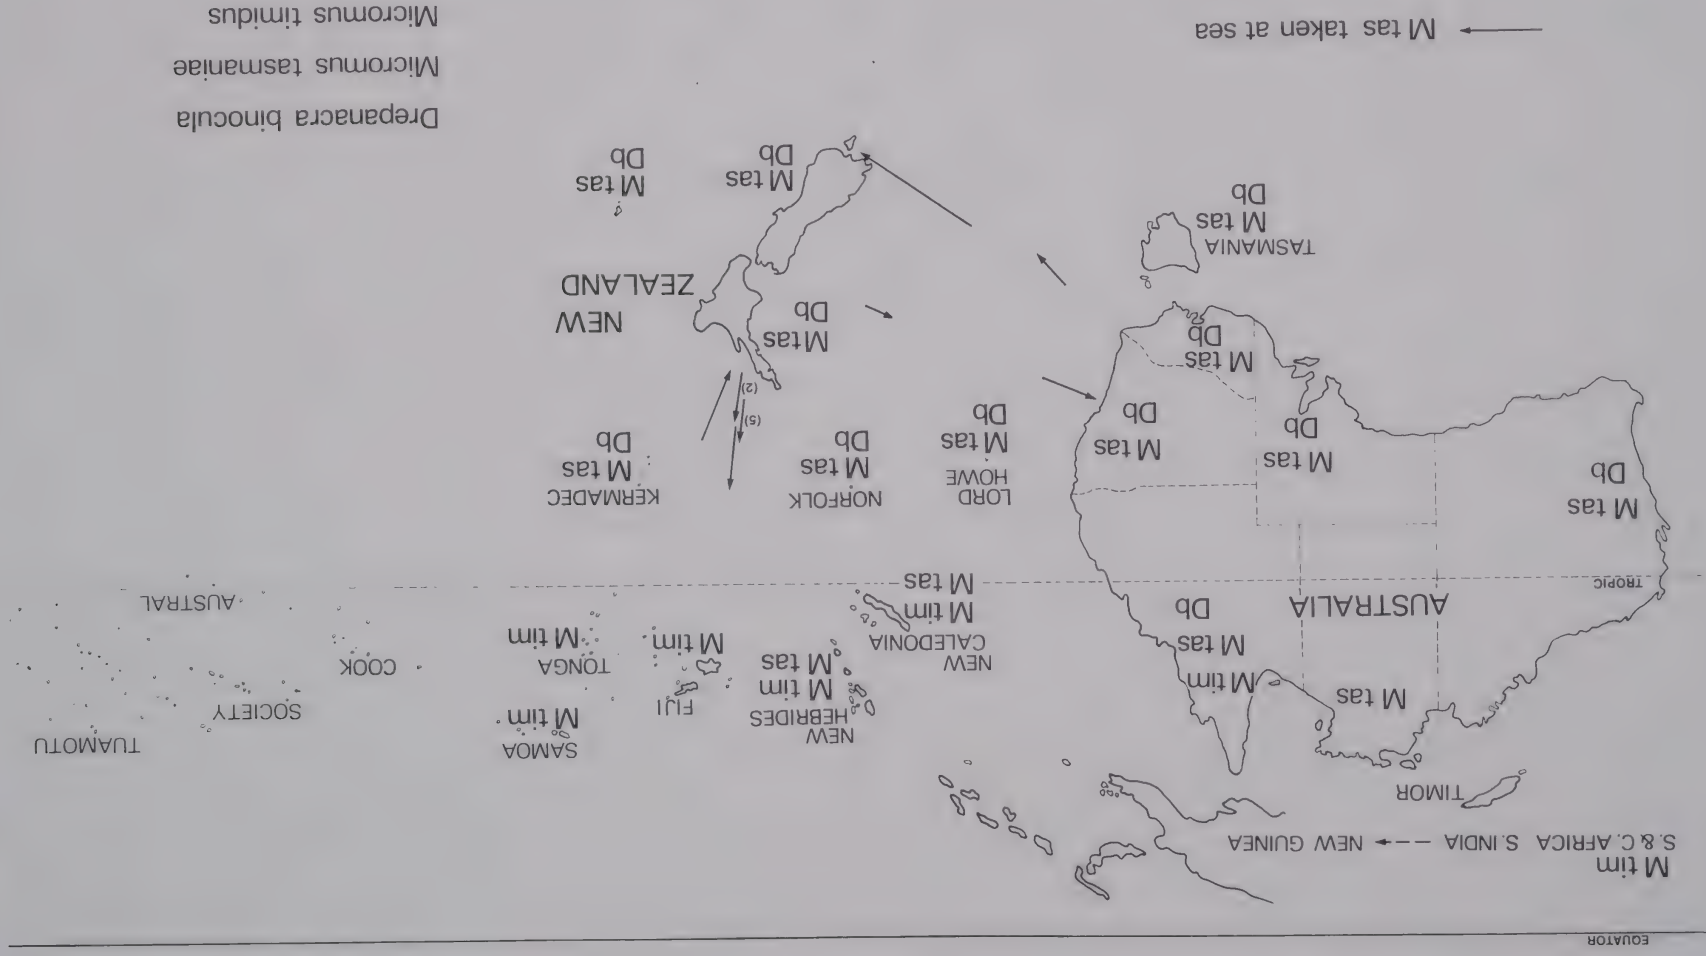 EQUATOR
M tim
S. & C. AFRICA S. INDIA NEW GUINEA
TIMOR
M tas
M tim
M tas
Db
AUSTRALIA
TROPIC
M tas
Db
M tas
Db
M tas
Db
M tas
Db
TASMANIA
M tas
Db
NEW
HEBRIDES
M tim
M tas
NEW
CALEDONIA
M tim
M tas
FIJI
M tim
SAMOA
M tim
TONGA
M tim
COOK
SOCIETY
TUAMOTU
AUSTRAL
LORD
HOWE
M tas
Db
NORFOLK
M tas
Db
KERMADEC
M tas
Db
(5)
(2)
M tas
Db
NEW
ZEALAND
M tas
Db
M tas
Db
M tas taken at sea
Drepanacra binocula
Micromus tasmaniae
Micromus timidus